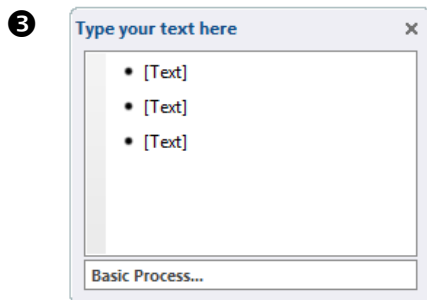 ❸
Type your text here
• [Text]
• [Text]
• [Text]
Basic Process...